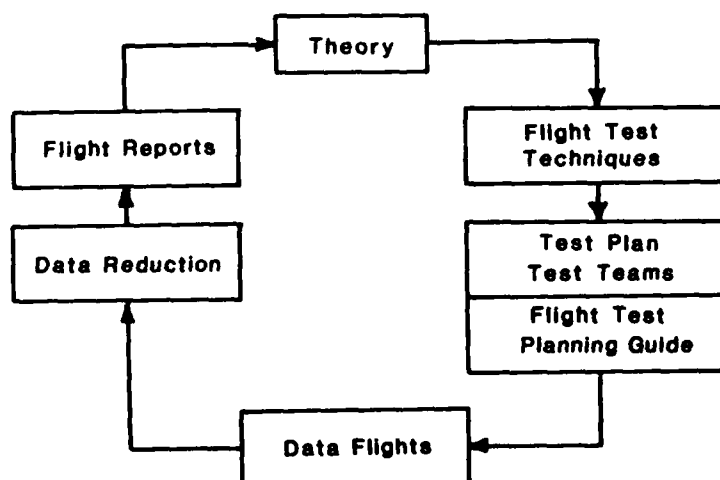 Theory
Flight Reports
Flight Test
Techniques
Data Reduction
Test Plan
Test Teams
Flight Test
Planning Guide
Data Flights